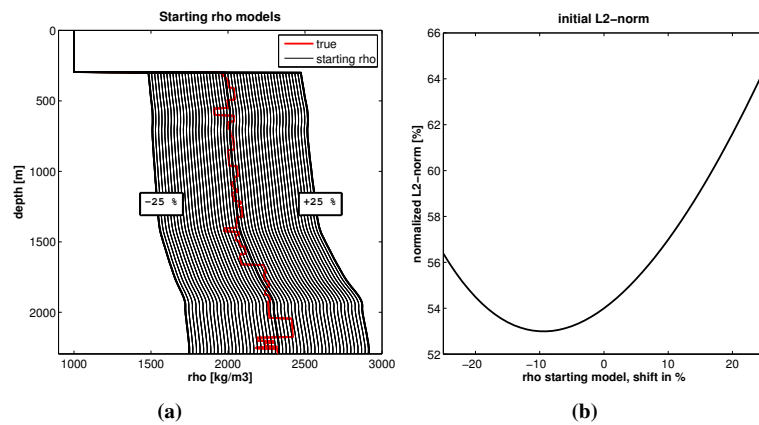 Starting rho models
0
500
1000
1500
2000
depth [m]
true
starting rho
−25 %
+25 %
1000 1500 2000 2500 3000
rho [kg/m3]
(a)
initial L2−norm
66
64
62
60
58
56
54
52
normalized L2−norm [%]
−20 −10 0 10 20
rho starting model, shift in %
(b)